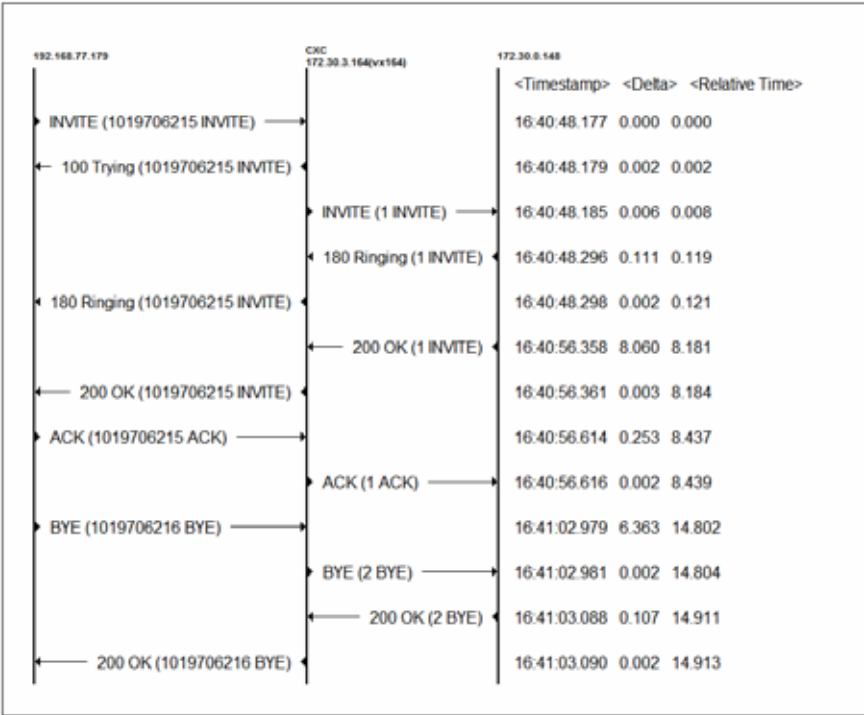 192.168.77.179
CXC
172.30.3.164(vx164)
172.30.0.148
<Timestamp> <Delta> <Relative Time>
INVITE (1019706215 INVITE) 16:40:48.177 0.000 0.000
100 Trying (1019706215 INVITE) 16:40:48.179 0.002 0.002
INVITE (1 INVITE) 16:40:48.185 0.006 0.008
180 Ringing (1 INVITE) 16:40:48.296 0.111 0.119
180 Ringing (1019706215 INVITE) 16:40:48.298 0.002 0.121
200 OK (1 INVITE) 16:40:56.358 8.060 8.181
200 OK (1019706215 INVITE) 16:40:56.361 0.003 8.184
ACK (1019706215 ACK) 16:40:56.614 0.253 8.437
ACK (1 ACK) 16:40:56.616 0.002 8.439
BYE (1019706216 BYE) 16:41:02.979 6.363 14.802
BYE (2 BYE) 16:41:02.981 0.002 14.804
200 OK (2 BYE) 16:41:03.088 0.107 14.911
200 OK (1019706216 BYE) 16:41:03.090 0.002 14.913